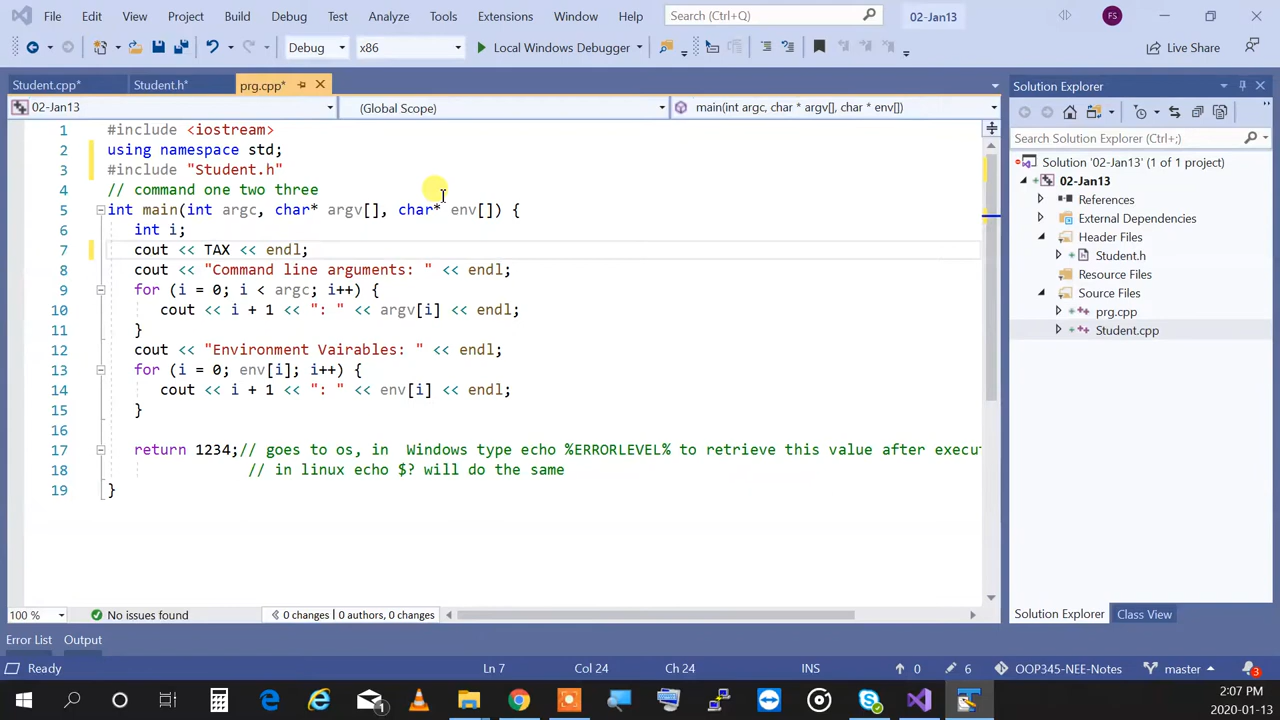 File Edit View Project Build Debug Test Analyze Tools Extensions Window Help Search (Ctrl+Q) 02-Jan13 FS
Debug x86 Local Windows Debugger Live Share
Student.cpp* Student.h* prg.cpp* Solution Explorer
02-Jan13 (Global Scope) main(int argc, char * argv[], char * env[])
Search Solution Explorer (Ctrl+;)
1 #include <iostream>
2 using namespace std;
3 #include "Student.h"
4 // command one two three
5 int main(int argc, char* argv[], char* env[]) {
6 int i;
7 cout << TAX << endl;
8 cout << "Command line arguments: " << endl;
9 for (i = 0; i < argc; i++) {
10 cout << i + 1 << ": " << argv[i] << endl;
11 }
12 cout << "Environment Vairables: " << endl;
13 for (i = 0; env[i]; i++) {
14 cout << i + 1 << ": " << env[i] << endl;
15 }
16
17 return 1234;// goes to os, in  Windows type echo %ERRORLEVEL% to retrieve this value after execut
18 // in linux echo $? will do the same
19 }
Solution '02-Jan13' (1 of 1 project)
02-Jan13
References
External Dependencies
Header Files
Student.h
Resource Files
Source Files
prg.cpp
Student.cpp
100 % No issues found 0 changes | 0 authors, 0 changes
Solution Explorer Class View
Error List Output
Ready Ln 7 Col 24 Ch 24 INS 0 6 OOP345-NEE-Notes master 3
1
2:07 PM
2020-01-13